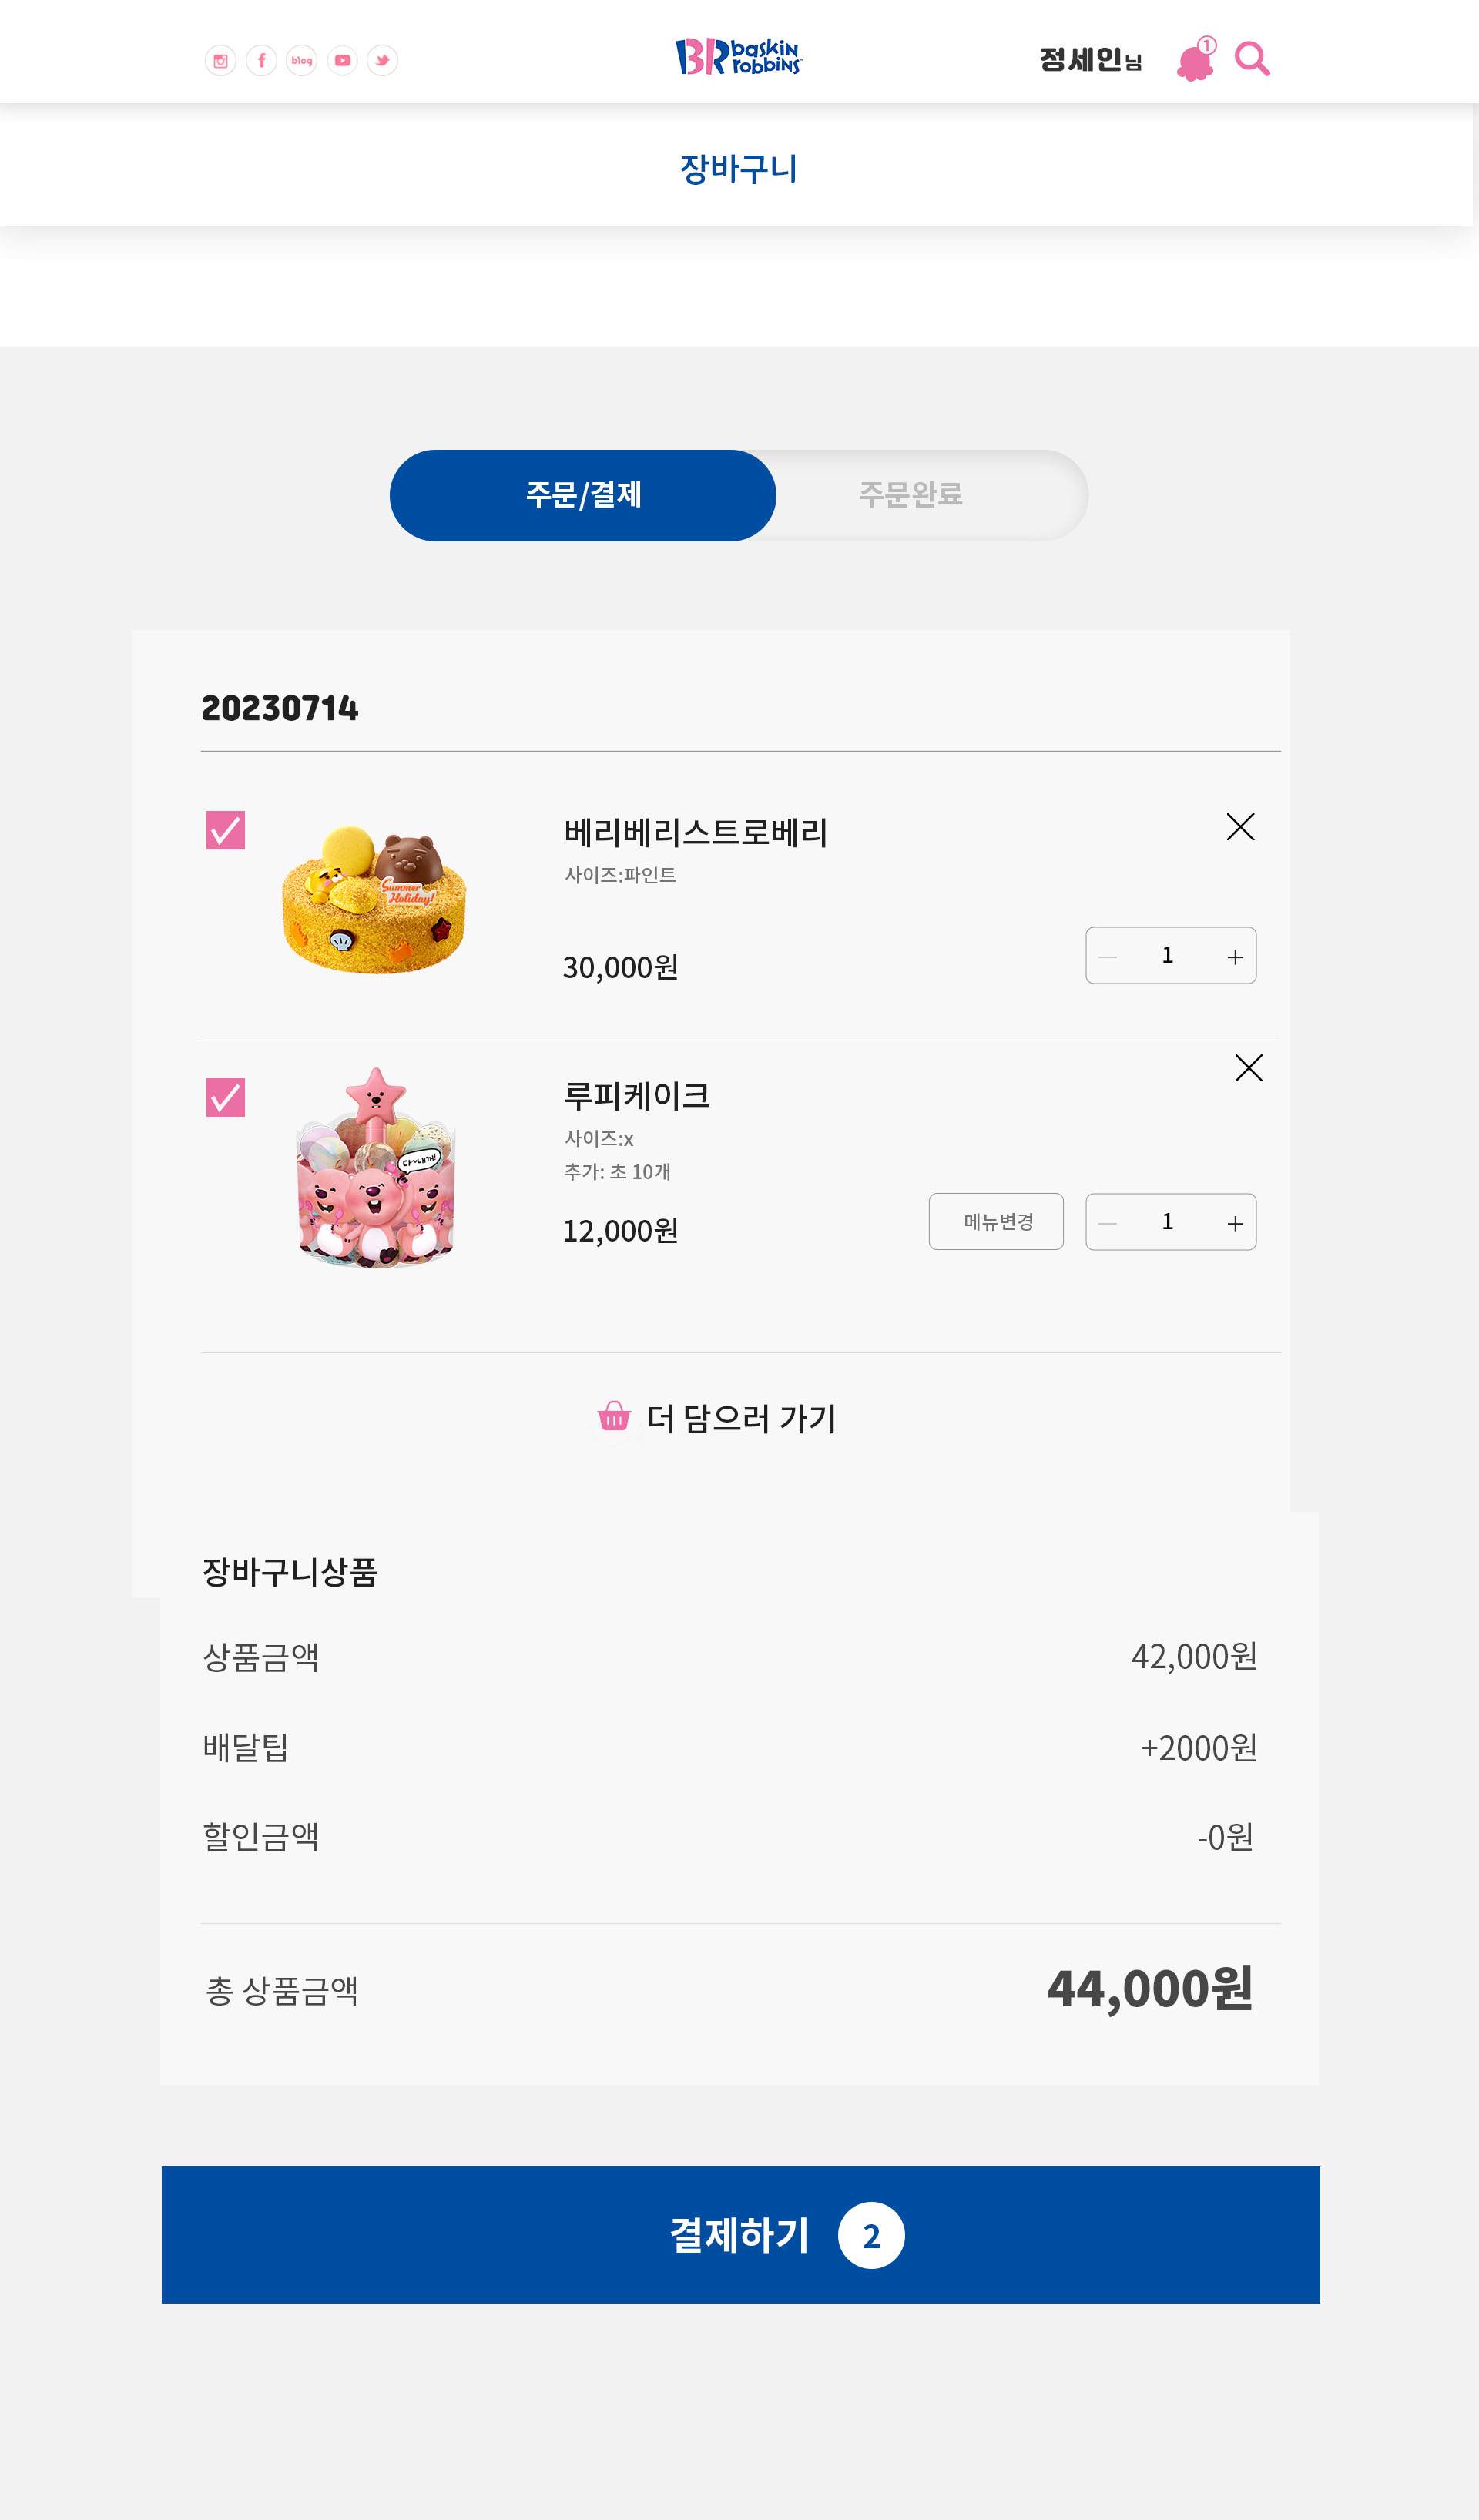 blog
BR baskin robbins
정세인님
1
장바구니
주문/결제
주문완료
20230714
베리베리스트로베리
사이즈:파인트
Summer
Holiday!
30,000원
1
루피케이크
사이즈:x
다~내꺼!
추가: 초 10개
12,000원
메뉴변경
1
더 담으러 가기
장바구니상품
상품금액 42,000원
배달팁 +2000원
할인금액 -0원
총 상품금액 44,000원
결제하기 2